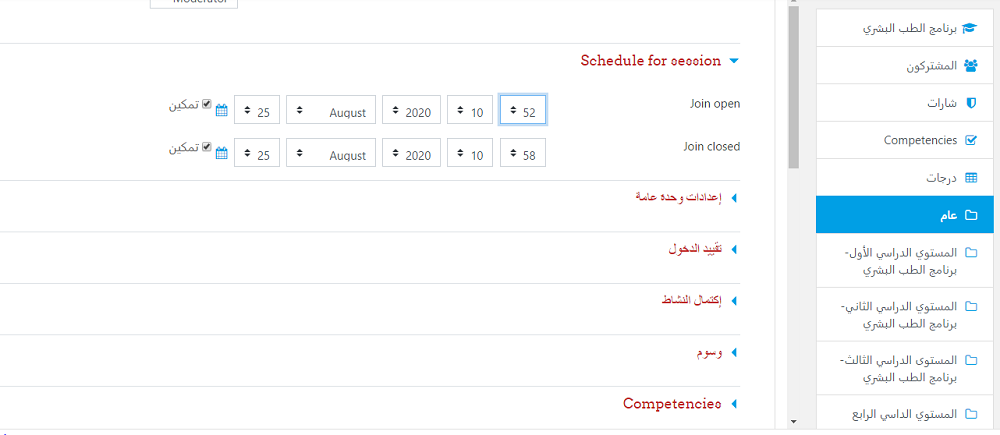 Moderator
Schedule for session
Join open
52
10
2020
August
25
تمكين
Join closed
58
10
2020
August
25
تمكين
إعدادات وحدة عامة
تقييد الدخول
إكتمال النشاط
وسوم
Competencies
برنامج الطب البشري
المشتركون
شارات
Competencies
درجات
عام
المستوي الدراسي الأول-
برنامج الطب البشري
المستوي الدراسي الثاني-
برنامج الطب البشري
المستوى الدراسي الثالث-
برنامج الطب البشري
المستوي الداسي الرابع